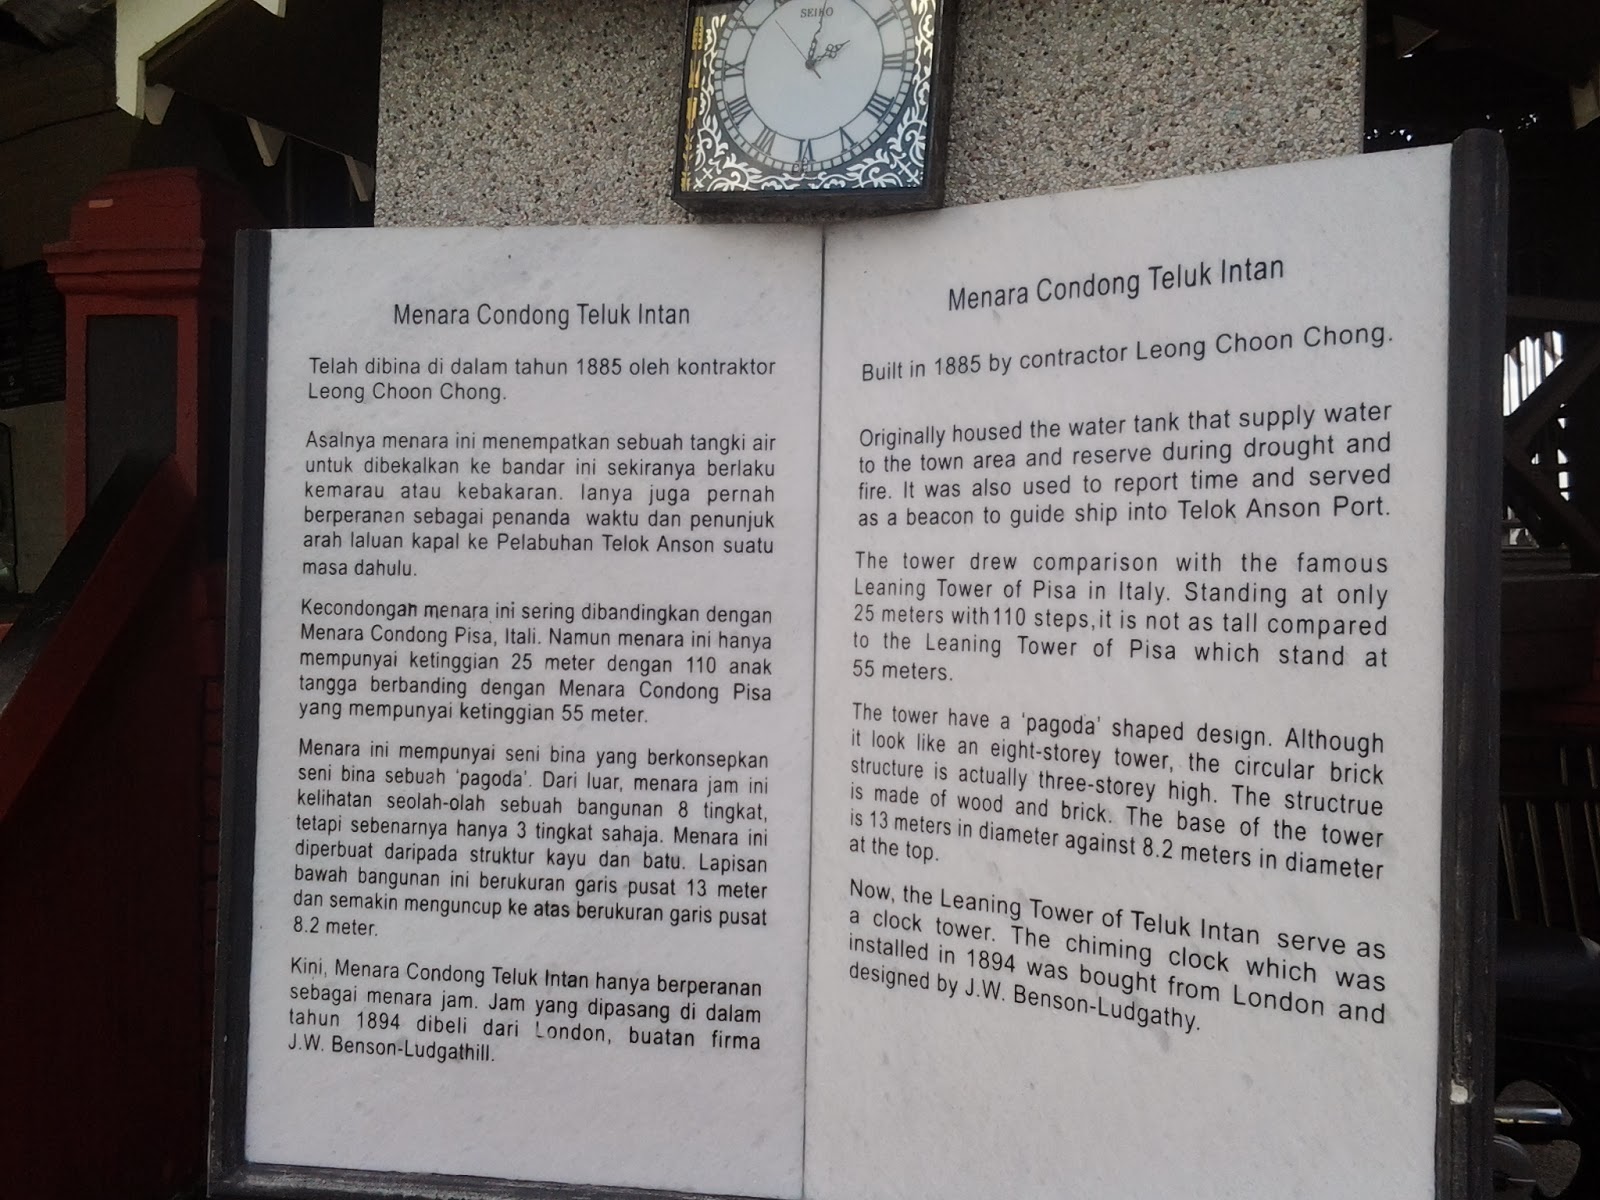 SEIKO
Menara Condong Teluk Intan
Telah dibina di dalam tahun 1885 oleh kontraktor
Leong Choon Chong.
Asalnya menara ini menempatkan sebuah tangki air
untuk dibekalkan ke bandar ini sekiranya berlaku
kemarau atau kebakaran. Ianya juga pernah
berperanan sebagai penanda waktu dan penunjuk
arah laluan kapal ke Pelabuhan Telok Anson suatu
masa dahulu.
Kecondongan menara ini sering dibandingkan dengan
Menara Condong Pisa, Itali. Namun menara ini hanya
mempunyai ketinggian 25 meter dengan 110 anak
tangga berbanding dengan Menara Condong Pisa
yang mempunyai ketinggian 55 meter.
Menara ini mempunyai seni bina yang berkonsepkan
seni bina sebuah 'pagoda'. Dari luar, menara jam ini
kelihatan seolah-olah sebuah bangunan 8 tingkat,
tetapi sebenarnya hanya 3 tingkat sahaja. Menara ini
diperbuat daripada struktur kayu dan batu. Lapisan
bawah bangunan ini berukuran garis pusat 13 meter
dan semakin menguncup ke atas berukuran garis pusat
8.2 meter.
Kini, Menara Condong Teluk Intan hanya berperanan
sebagai menara jam. Jam yang dipasang di dalam
tahun 1894 dibeli dari London, buatan firma
J.W. Benson-Ludgathill.
Menara Condong Teluk Intan
Built in 1885 by contractor Leong Choon Chong.
Originally housed the water tank that supply water
to the town area and reserve during drought and
fire. It was also used to report time and served
as a beacon to guide ship into Telok Anson Port.
The tower drew comparison with the famous
Leaning Tower of Pisa in Italy. Standing at only
25 meters with110 steps,it is not as tall compared
to the Leaning Tower of Pisa which stand at
55 meters.
The tower have a 'pagoda' shaped design. Although
it look like an eight-storey tower, the circular brick
structure is actually three-storey high. The structrue
is made of wood and brick. The base of the tower
is 13 meters in diameter against 8.2 meters in diameter
at the top.
Now, the Leaning Tower of Teluk Intan serve as
a clock tower. The chiming clock which was
installed in 1894 was bought from London and
designed by J.W. Benson-Ludgathy.